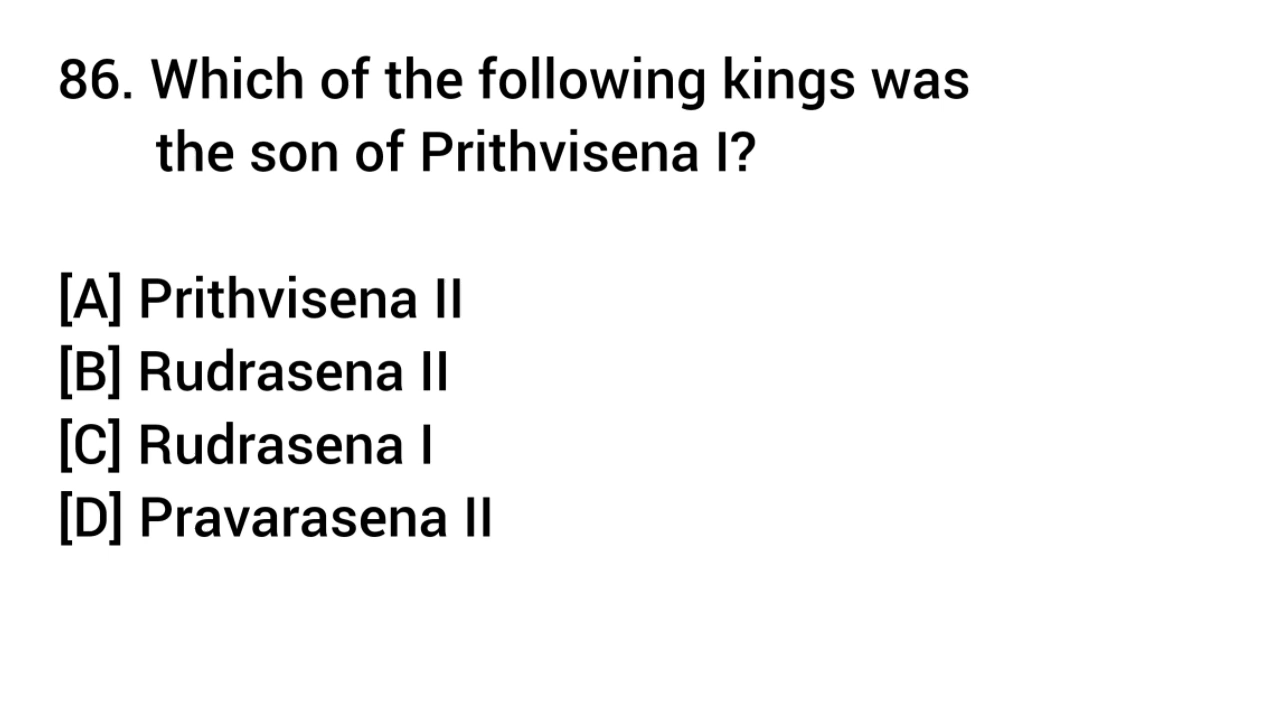 86. Which of the following kings was
the son of Prithvisena I?
[A] Prithvisena II
[B] Rudrasena II
[C] Rudrasena I
[D] Pravarasena II